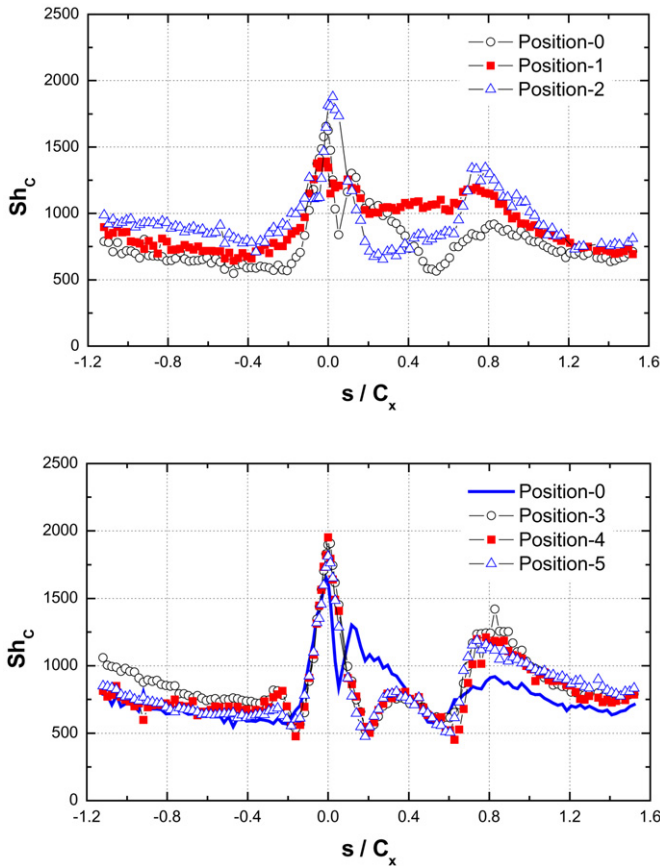 2500
2000
1500
1000
500
0
Sh_C
Position-0
Position-1
Position-2
-1.2 -0.8 -0.4 0.0 0.4 0.8 1.2 1.6
s / C_x
2500
2000
1500
1000
500
0
Sh_C
Position-0
Position-3
Position-4
Position-5
-1.2 -0.8 -0.4 0.0 0.4 0.8 1.2 1.6
s / C_x